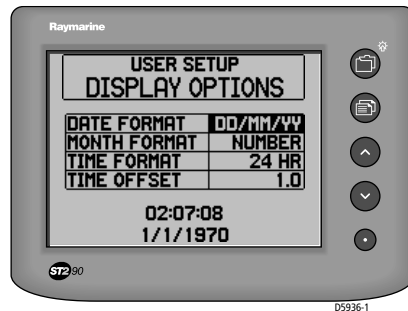 Raymarine
USER SETUP
DISPLAY OPTIONS
DATE FORMAT DD/MM/YY
MONTH FORMAT NUMBER
TIME FORMAT 24 HR
TIME OFFSET 1.0
02:07:08
1/1/1970
ST290
D5936-1